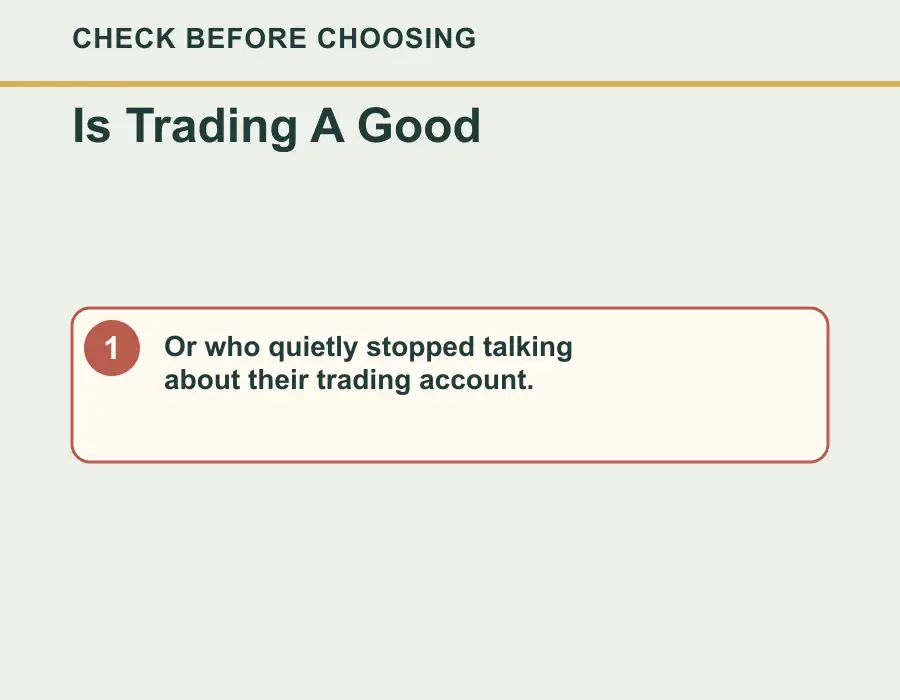 CHECK BEFORE CHOOSING
Is Trading A Good
1
Or who quietly stopped talking
about their trading account.